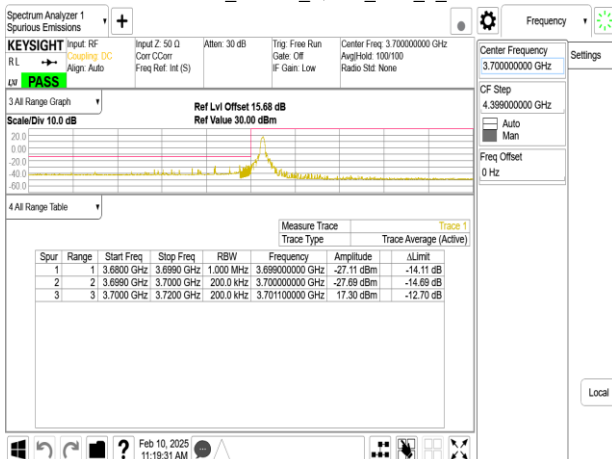 Spectrum Analyzer 1
Spurious Emissions
+
Frequency
KEYSIGHT Input: RF Input Z: 50 Ω Atten: 30 dB Trig: Free Run Center Freq: 3.700000000 GHz
RL Coupling: DC Corr CCorr Gate: Off Avg|Hold: 100/100
Align: Auto Freq Ref: Int (S) IF Gain: Low Radio Std: None
LXI PASS
Center Frequency
3.700000000 GHz
Settings
CF Step
4.399000000 GHz
Auto
Man
Freq Offset
0 Hz
3 All Range Graph
Ref Lvl Offset 15.68 dB
Scale/Div 10.0 dB Ref Value 30.00 dBm
20.0
0.00
-20.0
-40.0
-60.0
4 All Range Table
Measure Trace Trace 1
Trace Type Trace Average (Active)
Spur Range Start Freq Stop Freq RBW Frequency Amplitude ΔLimit
1 1 3.6800 GHz 3.6990 GHz 1.000 MHz 3.699000000 GHz -27.11 dBm -14.11 dB
2 2 3.6990 GHz 3.7000 GHz 200.0 kHz 3.700000000 GHz -27.69 dBm -14.69 dB
3 3 3.7000 GHz 3.7200 GHz 200.0 kHz 3.701100000 GHz 17.30 dBm -12.70 dB
Local
? Feb 10, 2025
11:19:31 AM